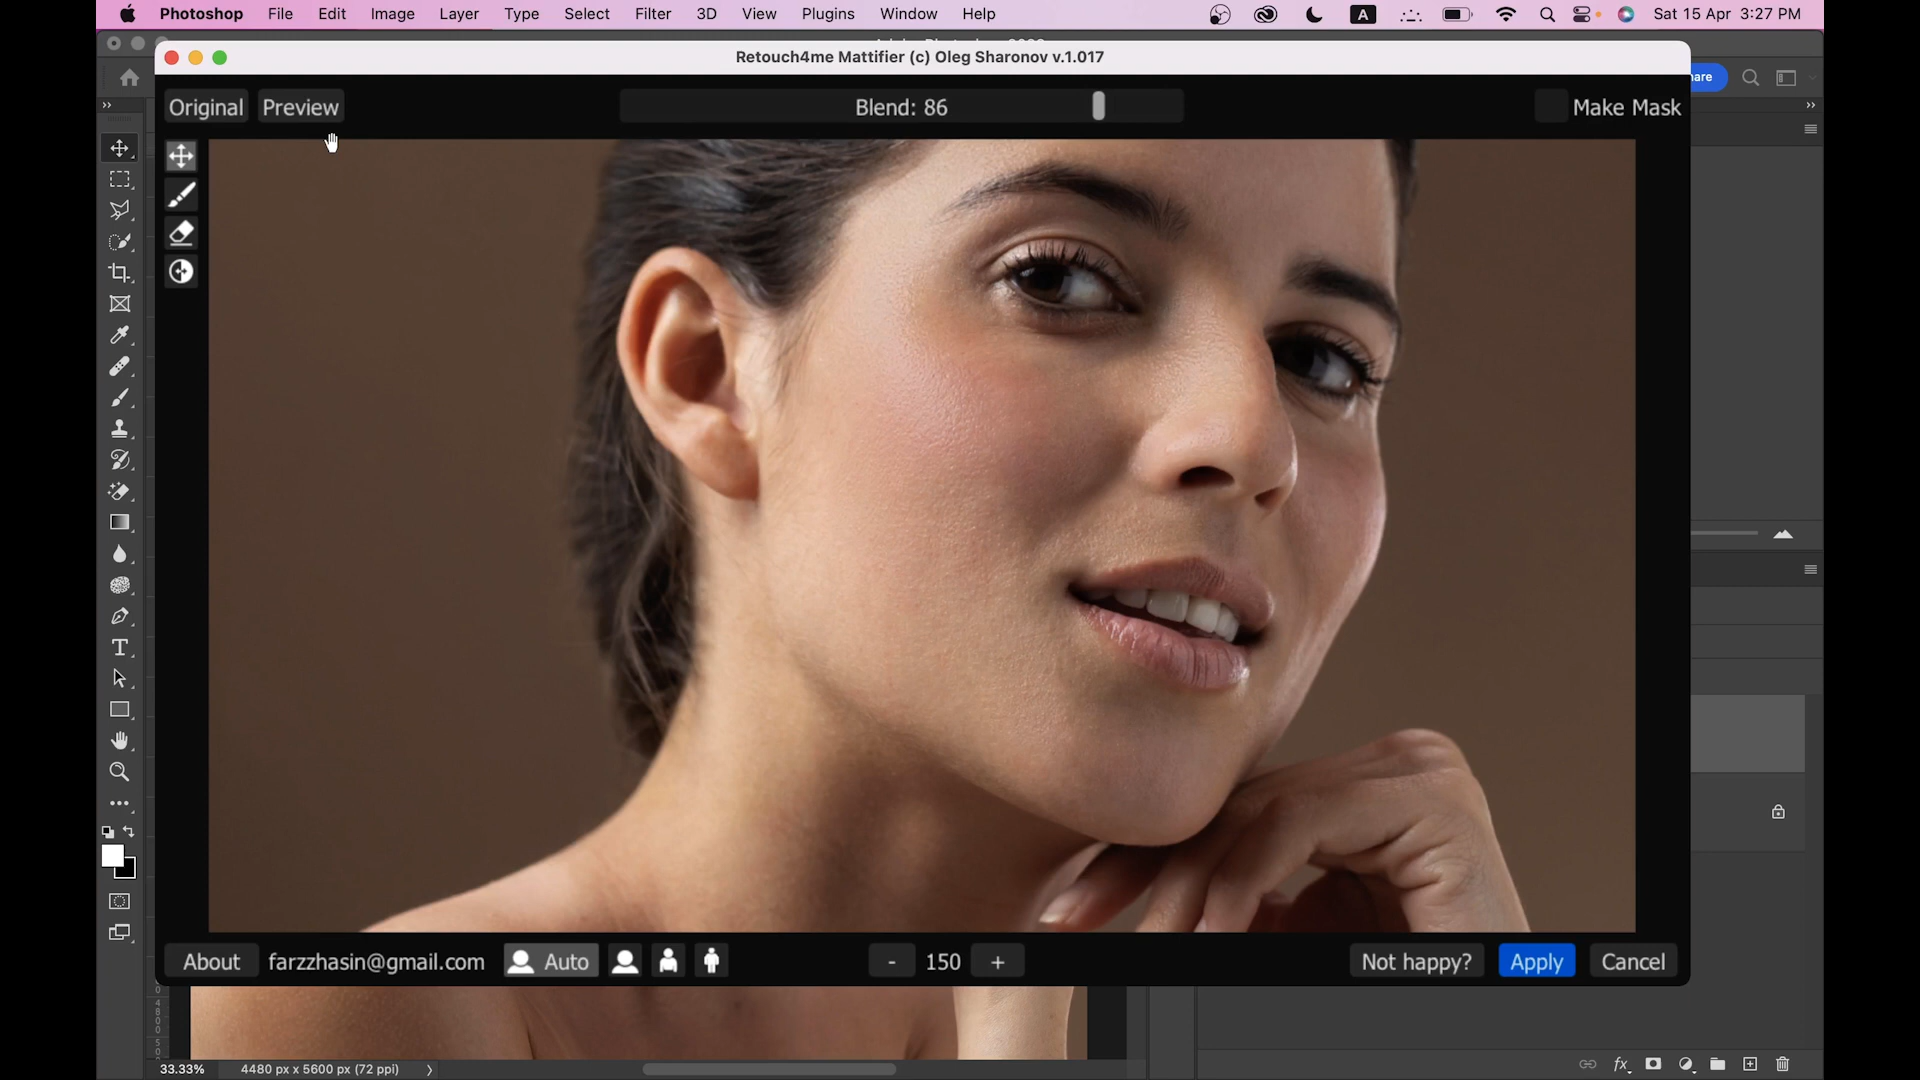 Photoshop File Edit Image Layer Type Select Filter 3D View Plugins Window Help A Sat 15 Apr 3:27 PM
Retouch4me Mattifier (c) Oleg Sharonov v.1.017
are
Original Preview Blend: 86 Make Mask
About farzzhasin@gmail.com Auto - 150 + Not happy? Apply Cancel
33.33% 4480 px x 5600 px (72 ppi)
fx